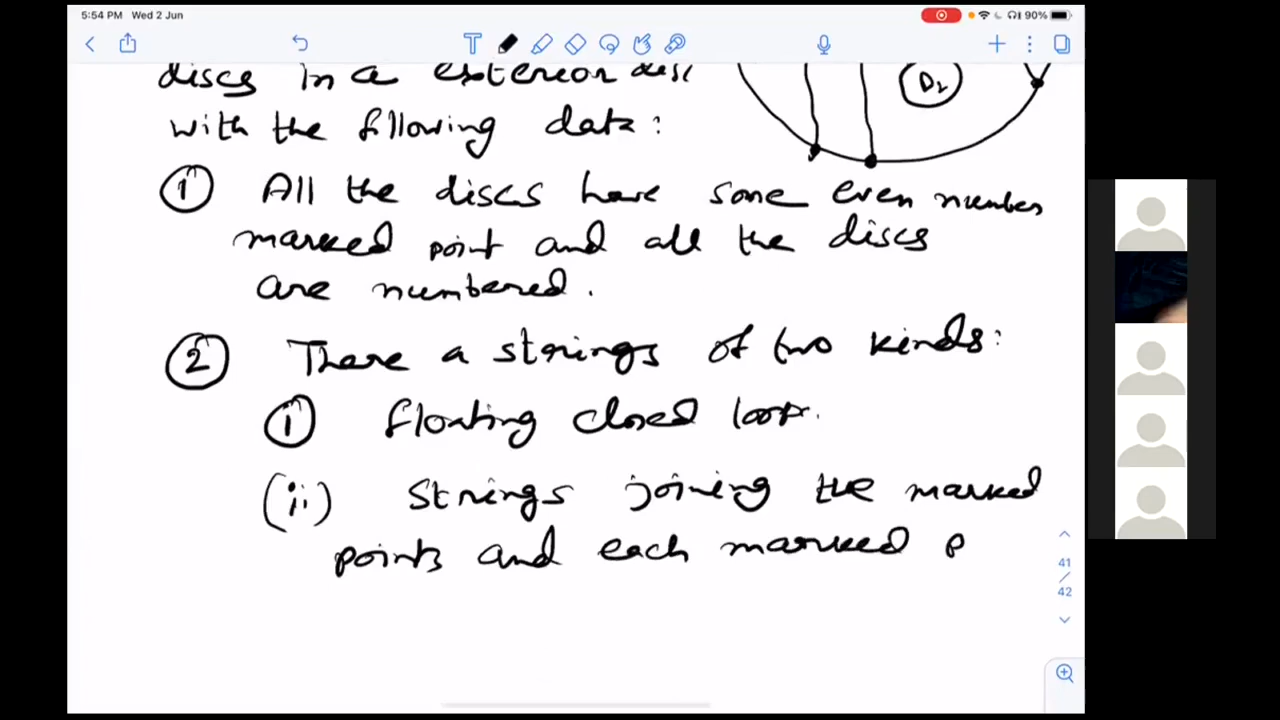 5:54 PM Wed 2 Jun
90%
discs in a exterior disc
with the following data:
D2
① All the discs have some even number
marked point and all the discs
are numbered.
② There a strings of two kinds:
① floating closed loop.
(ii) Strings joining the marked
points and each marked p
41
/
42